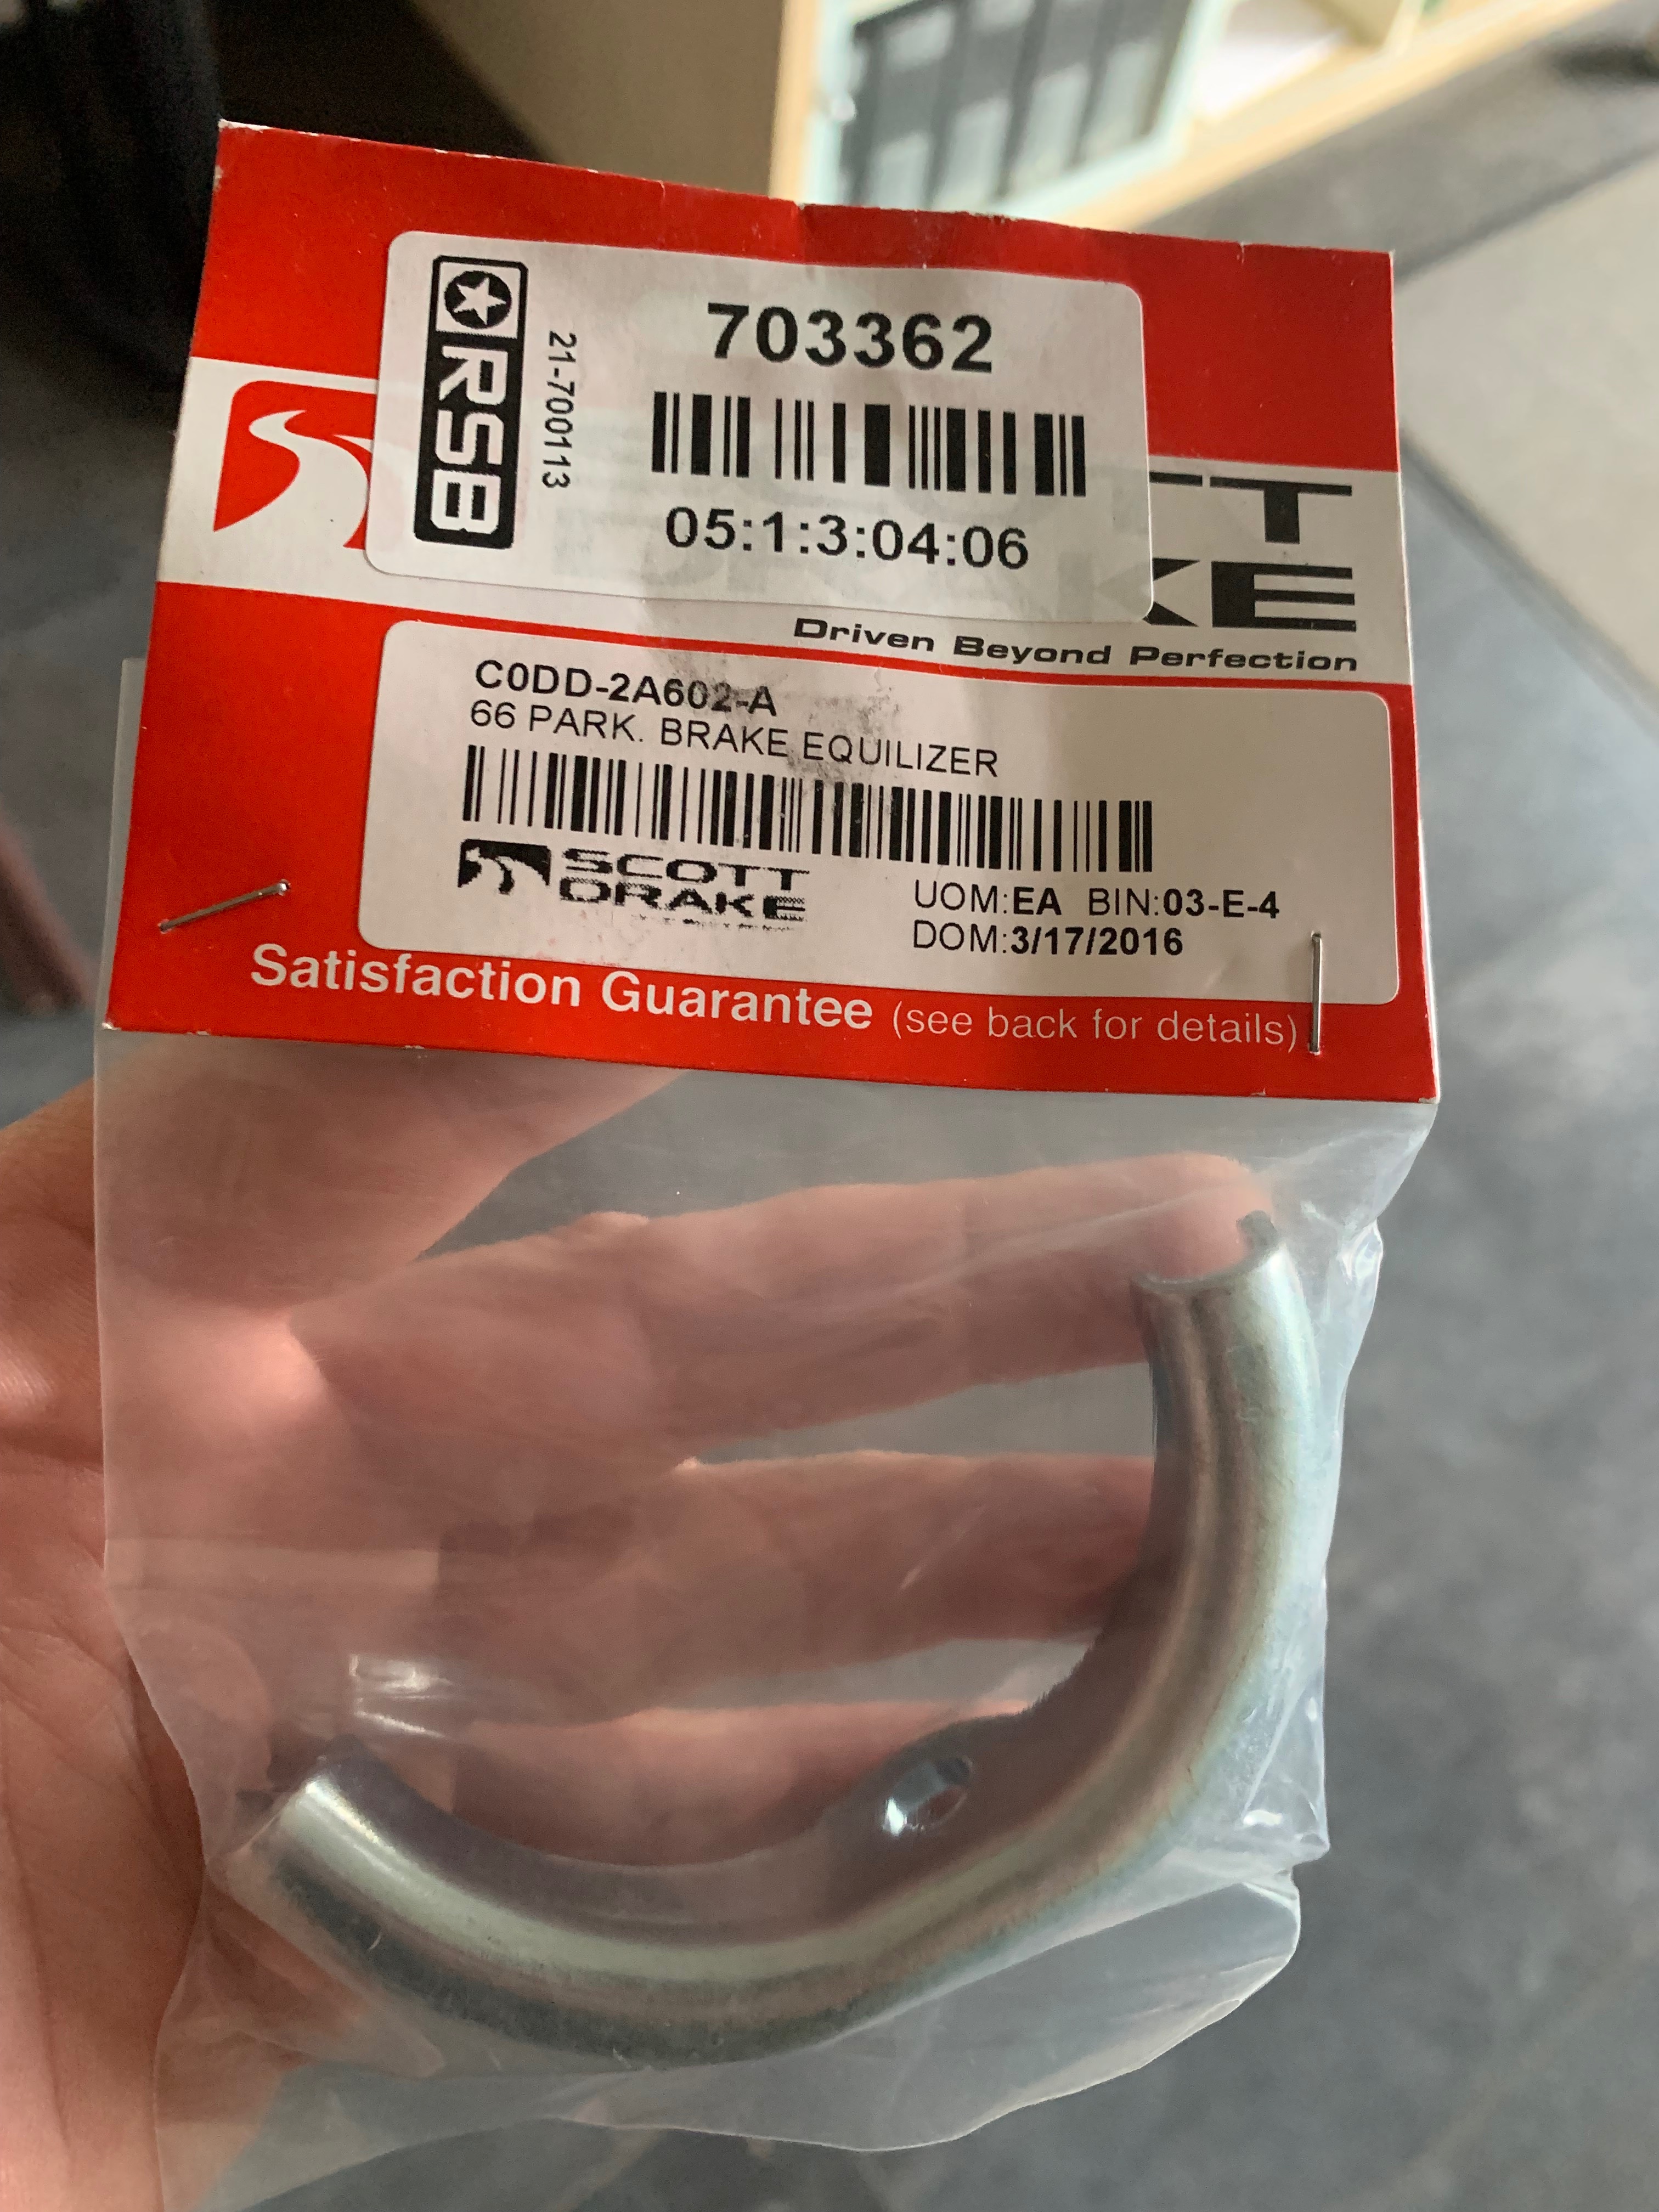 RSB
21-700113
703362
05:1:3:04:06
Driven Beyond Perfection
C0DD-2A602-A
66 PARK. BRAKE EQUILIZER
SCOTT
DRAKE
UOM:EA BIN:03-E-4
DOM:3/17/2016
Satisfaction Guarantee (see back for details)